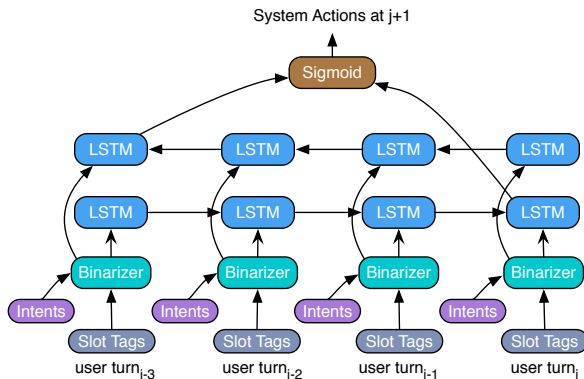 System Actions at j+1
Sigmoid
LSTM LSTM LSTM LSTM
LSTM LSTM LSTM LSTM
Binarizer Binarizer Binarizer Binarizer
Intents Intents Intents Intents
Slot Tags Slot Tags Slot Tags Slot Tags
user turn_{i-3} user turn_{i-2} user turn_{i-1} user turn_i